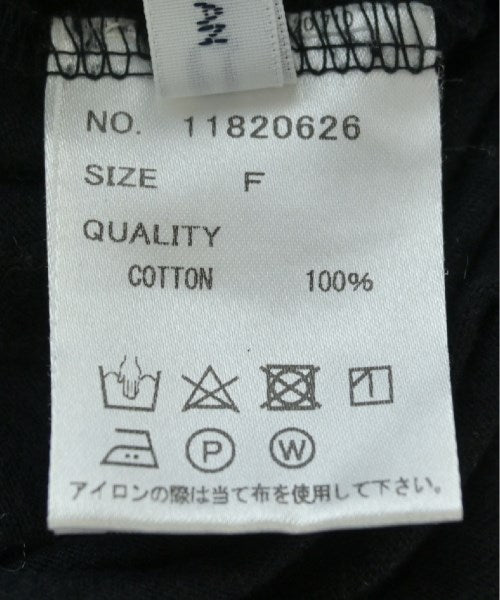 NO. 11820626
SIZE F
QUALITY
COTTON 100%
P W
アイロンの際は当て布を使用して下さい。